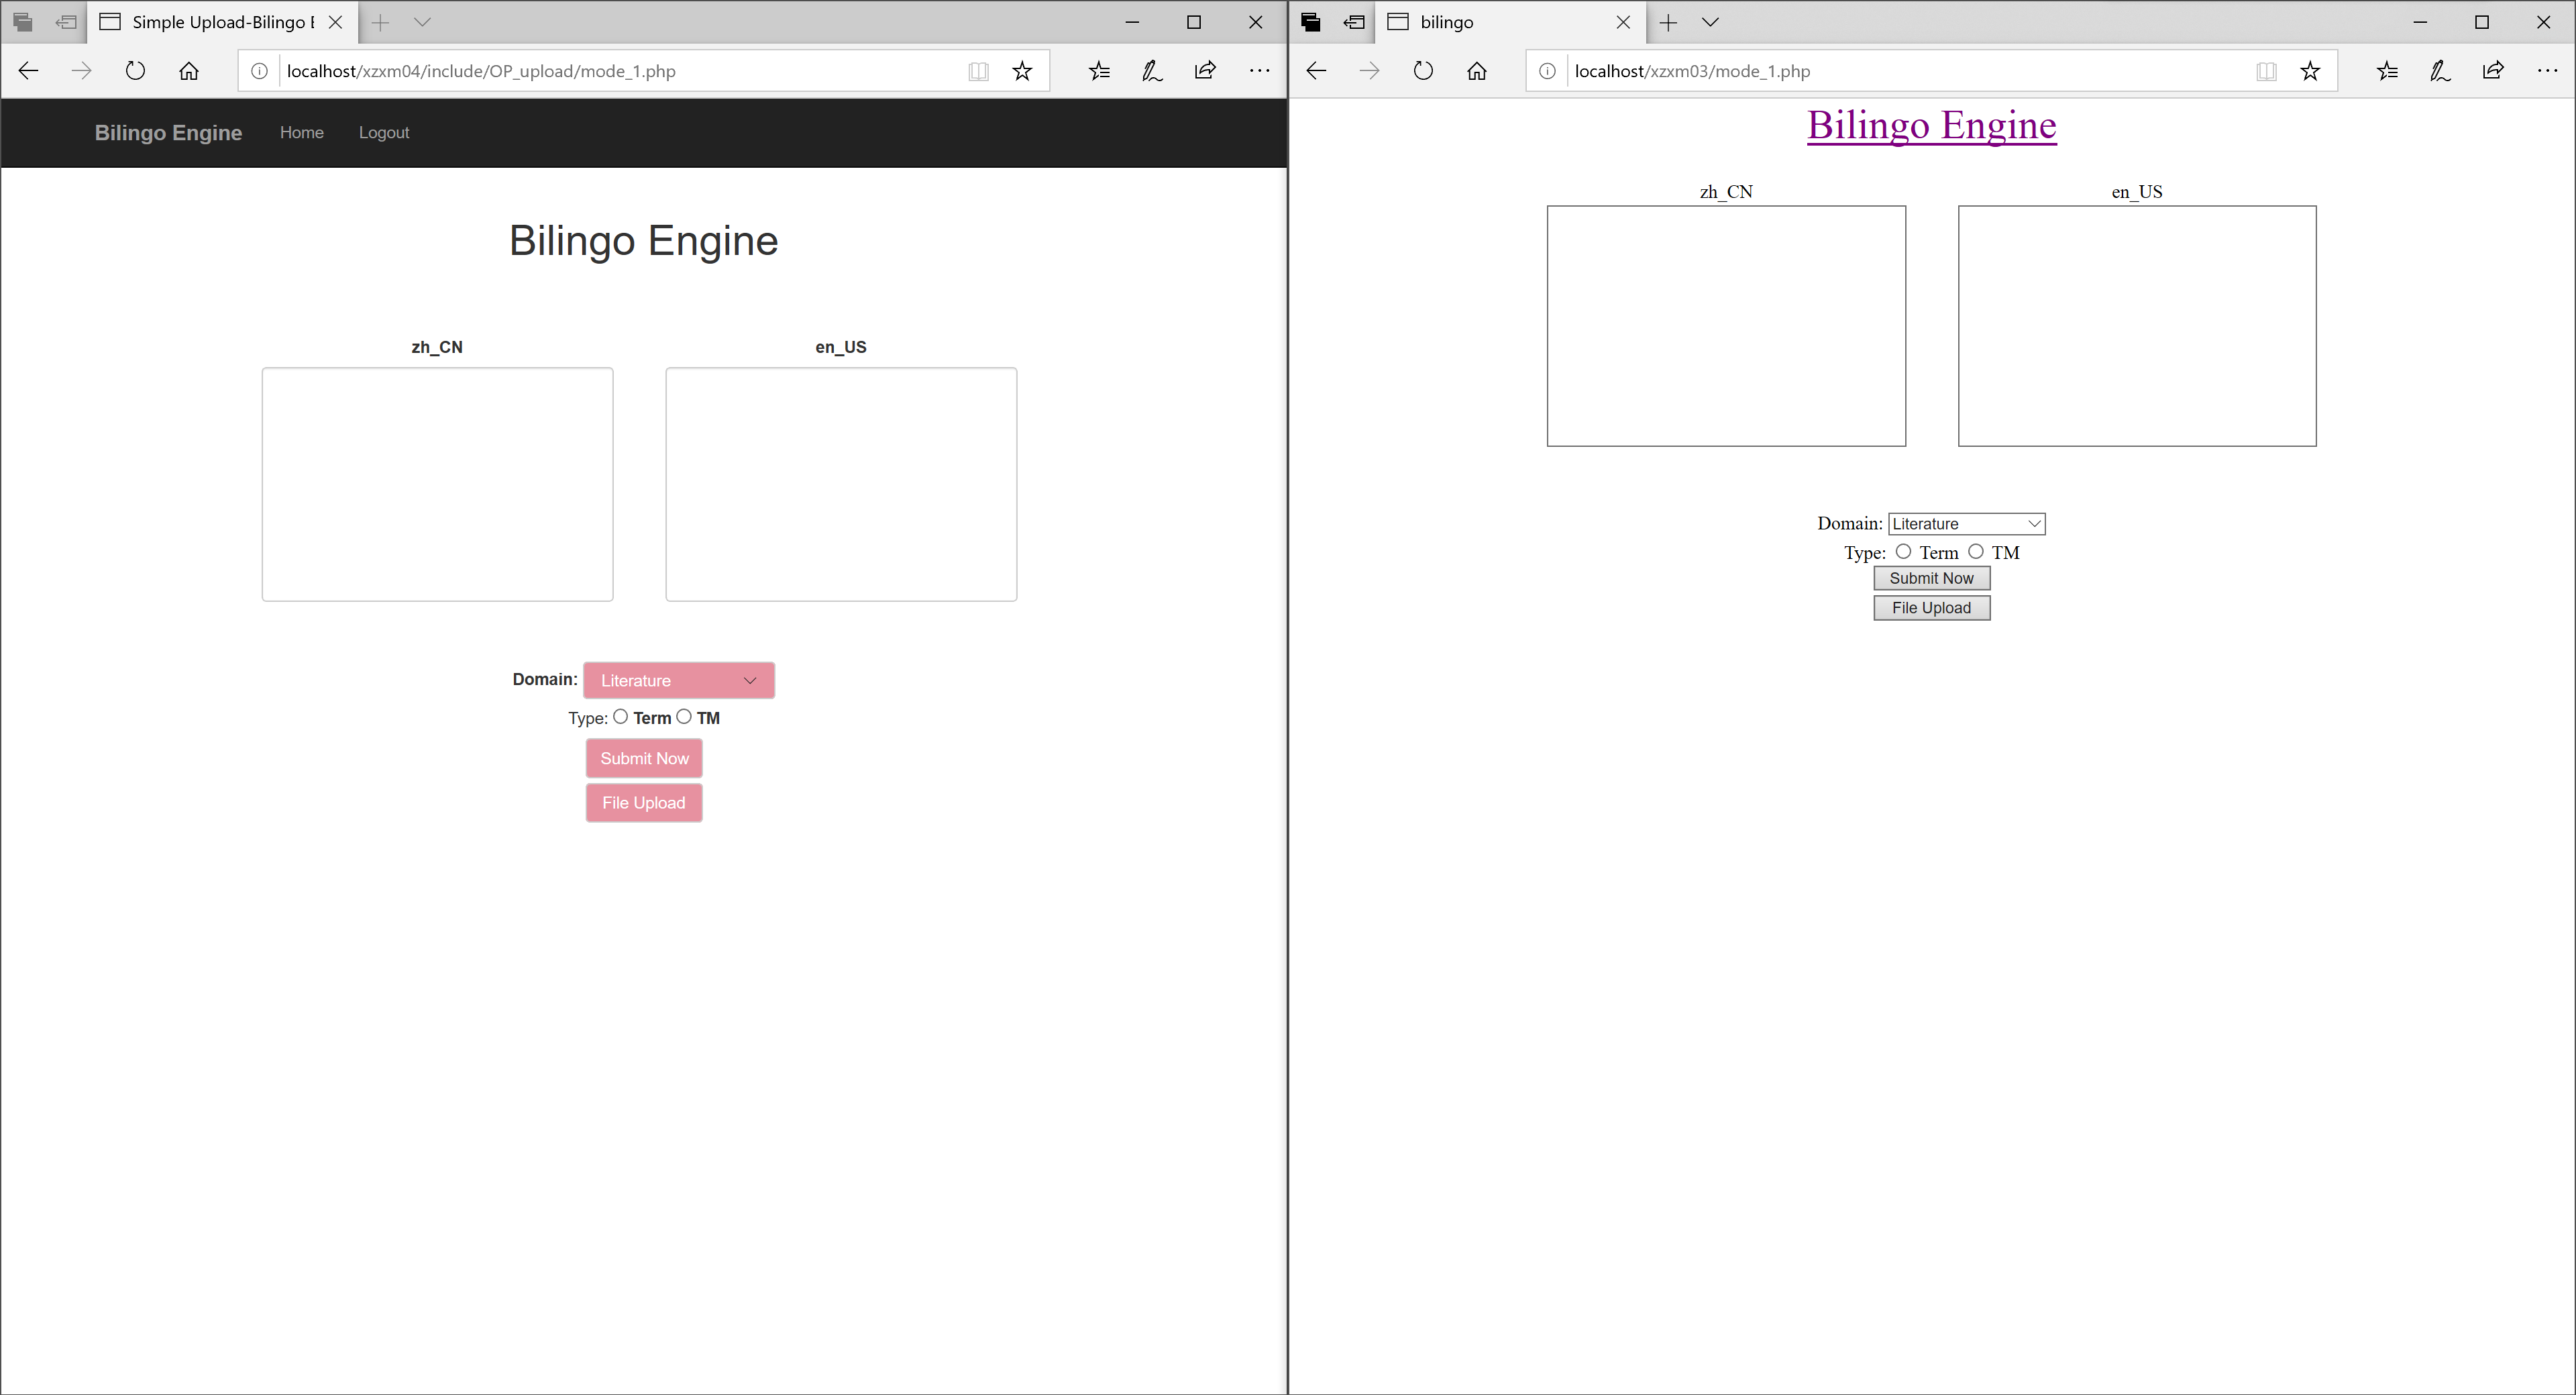 Simple Upload-Bilingo E
localhost/xzxm04/include/OP_upload/mode_1.php
Bilingo Engine Home Logout
Bilingo Engine
zh_CN en_US
Domain: Literature
Type: Term TM
Submit Now
File Upload
bilingo
localhost/xzxm03/mode_1.php
Bilingo Engine
zh_CN en_US
Domain: Literature
Type: Term TM
Submit Now
File Upload